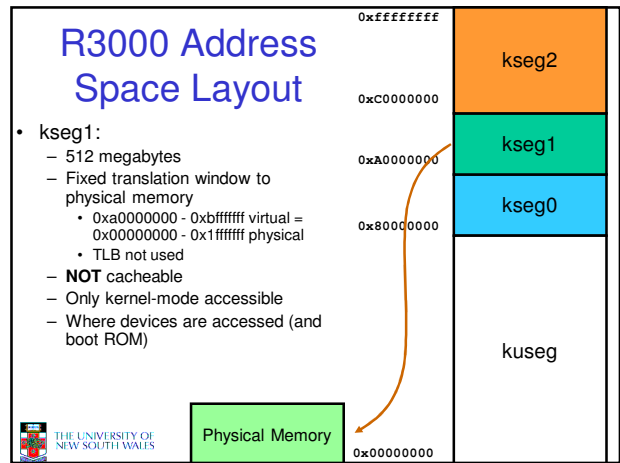 R3000 Address
Space Layout
• kseg1:
– 512 megabytes
– Fixed translation window to
physical memory
• 0xa0000000 - 0xbfffffff virtual =
0x00000000 - 0x1fffffff physical
• TLB not used
– NOT cacheable
– Only kernel-mode accessible
– Where devices are accessed (and
boot ROM)
THE UNIVERSITY OF
NEW SOUTH WALES
Physical Memory
0xffffffff
0xC0000000
0xA0000000
0x80000000
0x00000000
kseg2
kseg1
kseg0
kuseg